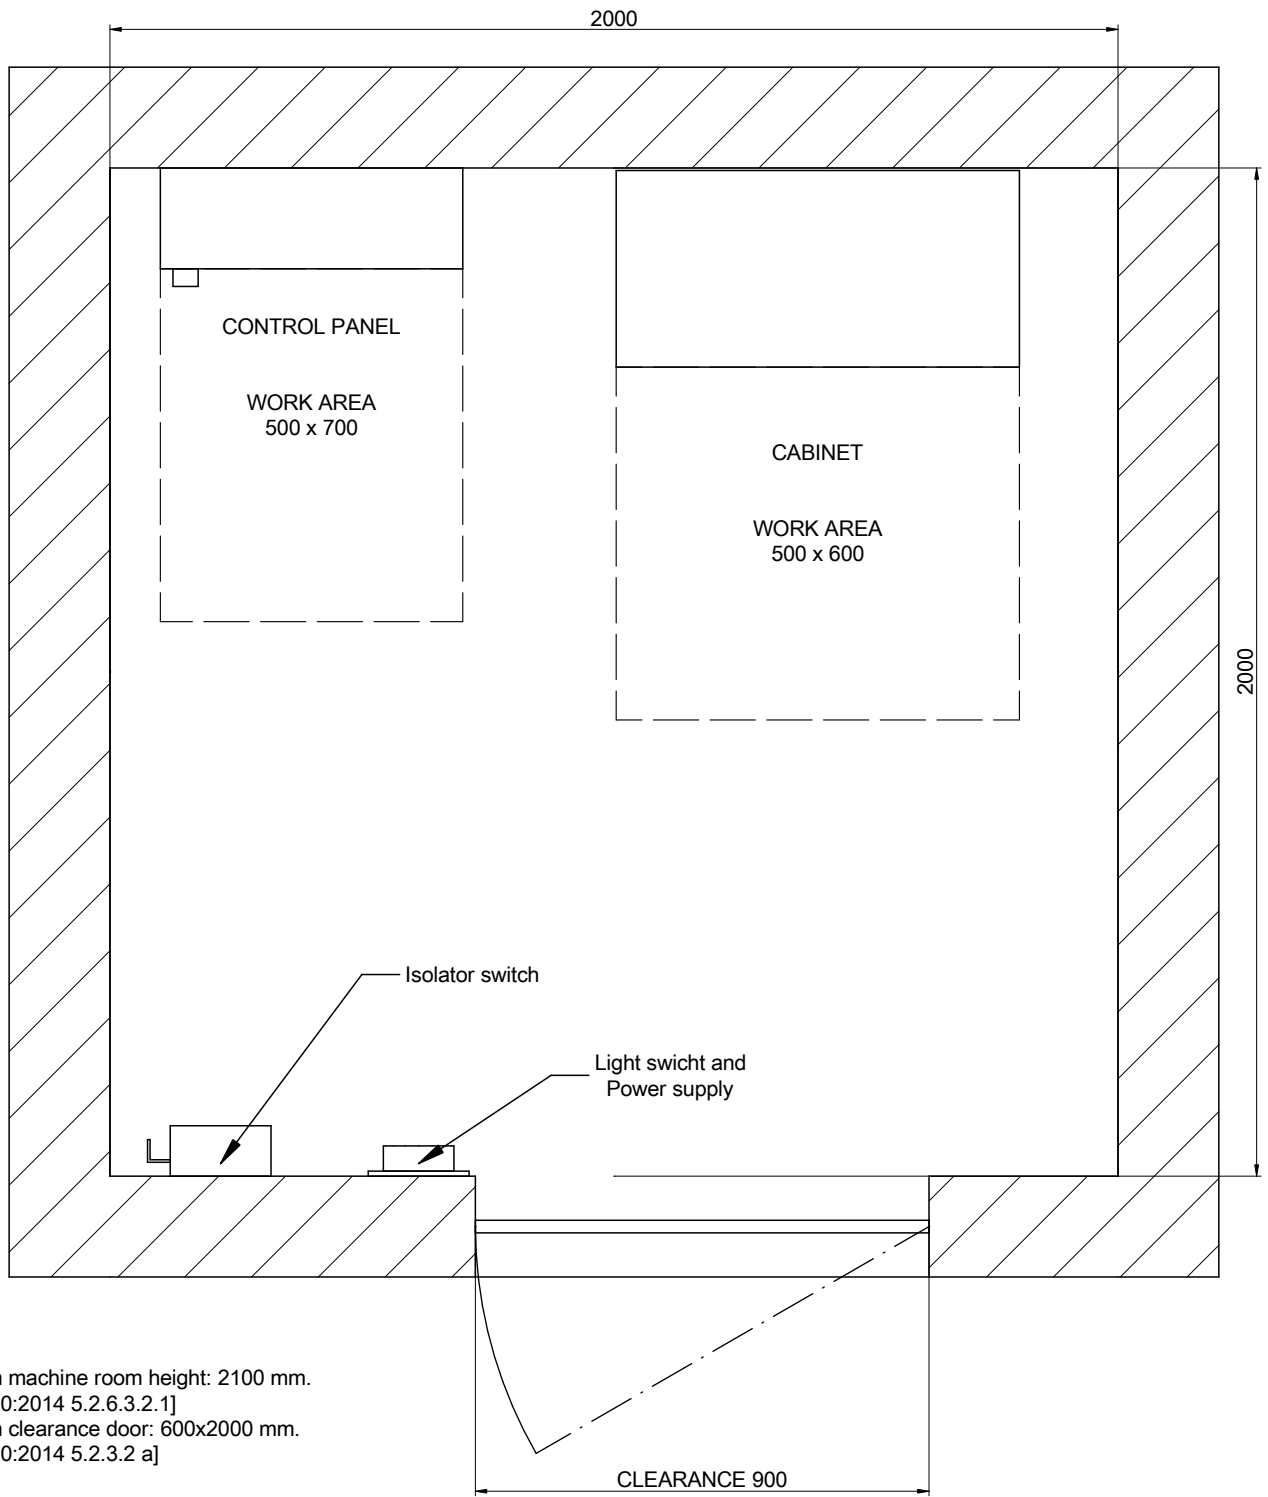 2000
CONTROL PANEL
WORK AREA
500 x 700
CABINET
WORK AREA
500 x 600
2000
Isolator switch
Light swicht and
Power supply
machine room height: 2100 mm.
0:2014 5.2.6.3.2.1]
clearance door: 600x2000 mm.
0:2014 5.2.3.2 a]
CLEARANCE 900